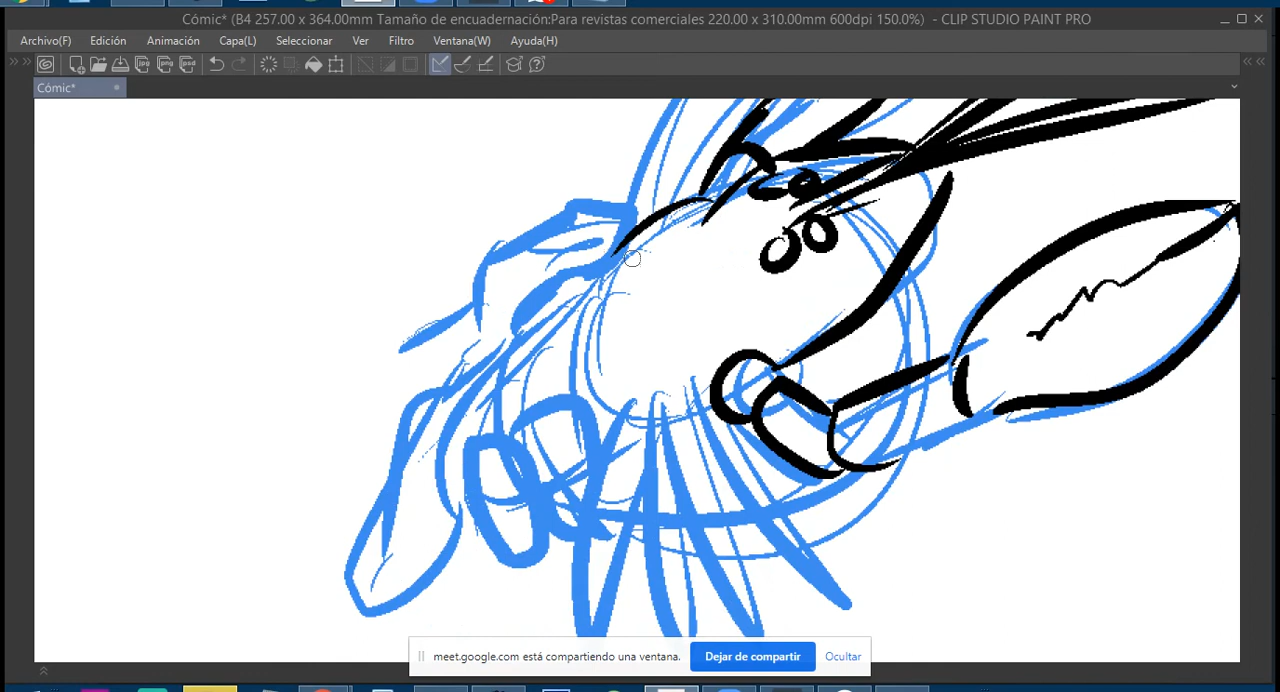 Cómic* (B4 257.00 x 364.00mm Tamaño de encuadernación:Para revistas comerciales 220.00 x 310.00mm 600dpi 150.0%) - CLIP STUDIO PAINT PRO
Archivo(F) Edición Animación Capa(L) Seleccionar Ver Filtro Ventana(W) Ayuda(H)
Cómic*
meet.google.com está compartiendo una ventana. Dejar de compartir Ocultar